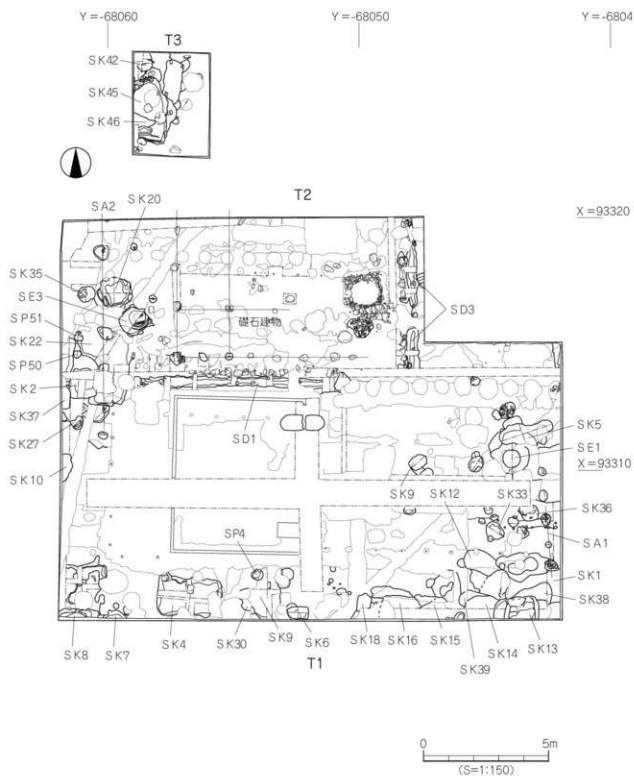 Y=-68060
Y=-68050
Y=-6804
T3
SK42
SK45
SK46
T2
SA2
SK20
X=93320
SK35
SE3
SP51
SK22
SP50
SK2
SK37
SK27
SK10
礎石建物
SD3
SD1
SK5
SE1
X=93310
SK9
SK12
SK33
SK36
SA1
SK1
SK38
SP4
SK8
SK7
SK4
SK30
SK9
SK6
SK18
SK16
SK15
SK39
SK14
SK13
T1
0
5m
(S=1:150)